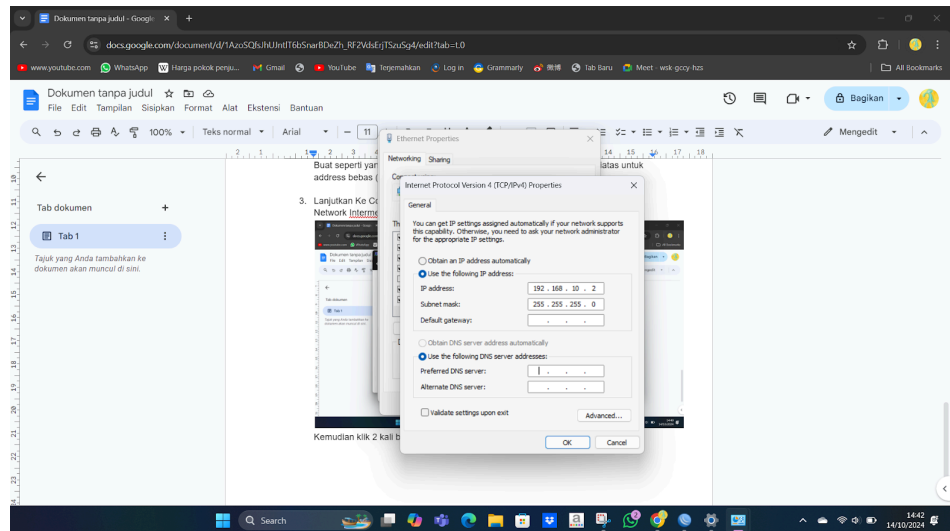 Dokumen tanpa judul - Google
docs.google.com/document/d/1AzoSQfsJhUJntIT6bSnarBDeZh_RF2VdsErjTSzuSg4/edit?tab=t.0
www.youtube.com WhatsApp Harga pokok penju... Gmail YouTube Terjemahkan Log in Grammarly 微博 Tab Baru Meet - wsk-gccy-hzs All Bookmarks
Dokumen tanpa judul
File Edit Tampilan Sisipkan Format Alat Ekstensi Bantuan
Bagikan
100% Teks normal Arial 11 Mengedit
Tab dokumen
Tab 1
Tajuk yang Anda tambahkan ke
dokumen akan muncul di sini.
Buat seperti yan
iatas untuk
address bebas (
3. Lanjutkan Ke Co
Network Interne
Kemudian klik 2 kali b
Ethernet Properties
Networking Sharing
Internet Protocol Version 4 (TCP/IPv4) Properties
General
You can get IP settings assigned automatically if your network supports
this capability. Otherwise, you need to ask your network administrator
for the appropriate IP settings.
Obtain an IP address automatically
Use the following IP address:
IP address: 192 . 168 . 10 . 2
Subnet mask: 255 . 255 . 255 . 0
Default gateway: . . .
Obtain DNS server address automatically
Use the following DNS server addresses:
Preferred DNS server: . . .
Alternate DNS server: . . .
Validate settings upon exit
Advanced...
OK Cancel
Search
14:42
14/10/2024